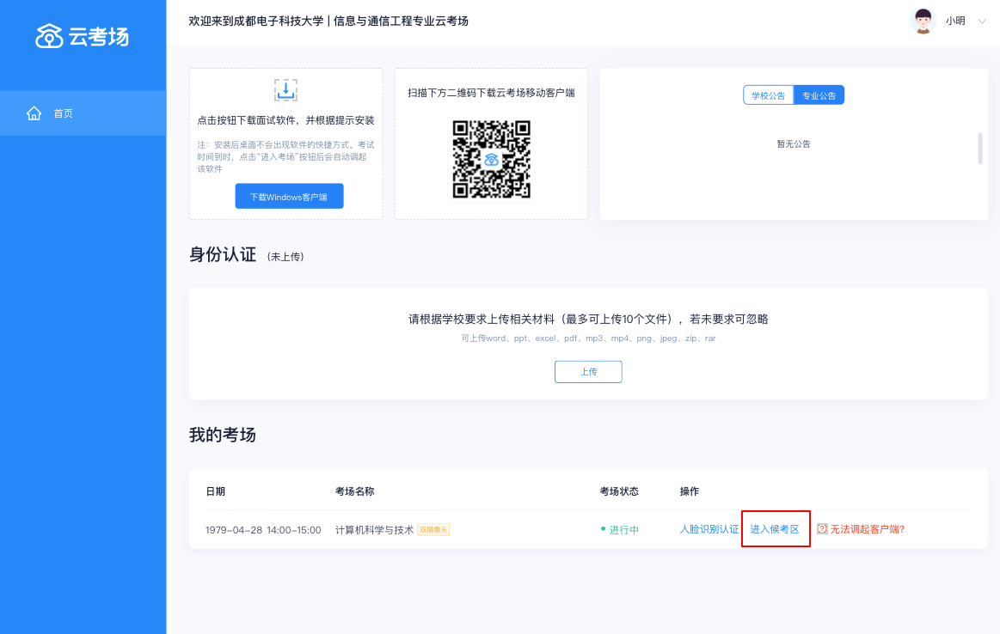 云考场
首页
欢迎来到成都电子科技大学 | 信息与通信工程专业云考场
小明
点击按钮下载面试软件，并根据提示安装
注：安装后桌面不会出现软件的快捷方式。考试
时间到时，点击“进入考场”按钮后会自动调起
该软件
下载Windows客户端
扫描下方二维码下载云考场移动客户端
学校公告 专业公告
暂无公告
身份认证 (未上传)
请根据学校要求上传相关材料（最多可上传10个文件），若未要求可忽略
可上传word、ppt、excel、pdf、mp3、mp4、png、jpeg、zip、rar
上传
我的考场
日期 考场名称 考场状态 操作
1979-04-28 14:00-15:00 计算机科学与技术 双摄像头 进行中 人脸识别认证 进入候考区 无法调起客户端?